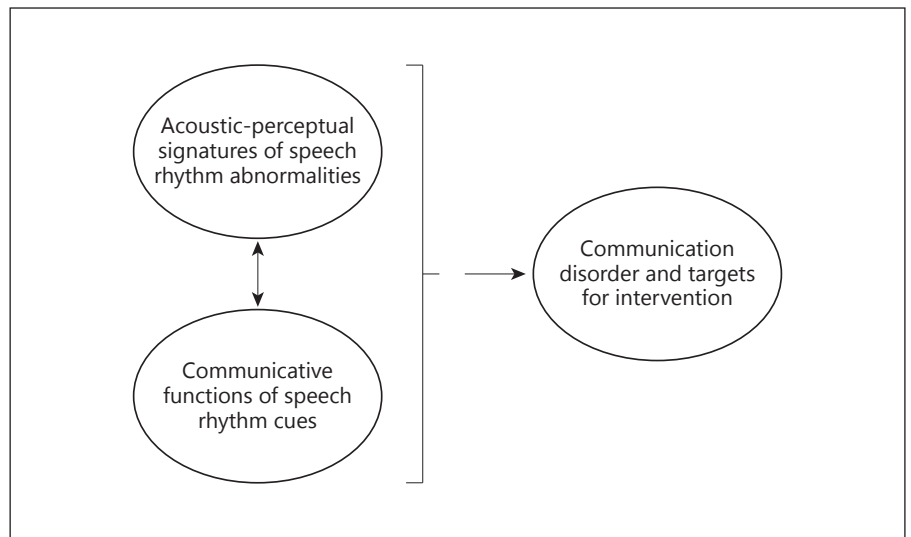 Acoustic-perceptual
signatures of speech
rhythm abnormalities
Communicative
functions of speech
rhythm cues
Communication
disorder and targets
for intervention